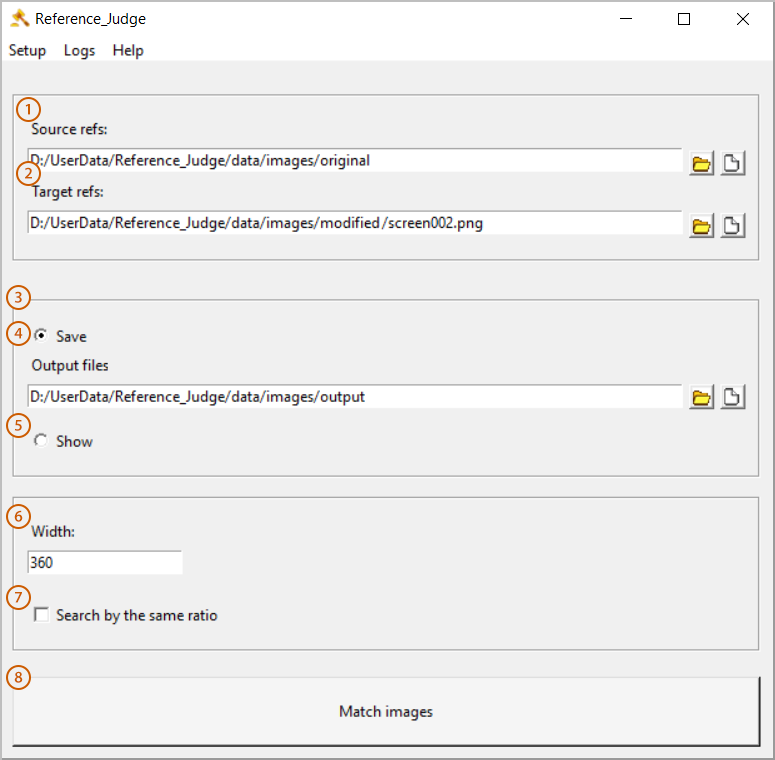 Reference_Judge
Setup Logs Help
1
Source refs:
D:/UserData/Reference_Judge/data/images/original
2
Target refs:
D:/UserData/Reference_Judge/data/images/modified/screen002.png
3
4 Save
Output files
D:/UserData/Reference_Judge/data/images/output
5
Show
6
Width:
360
7
Search by the same ratio
8
Match images